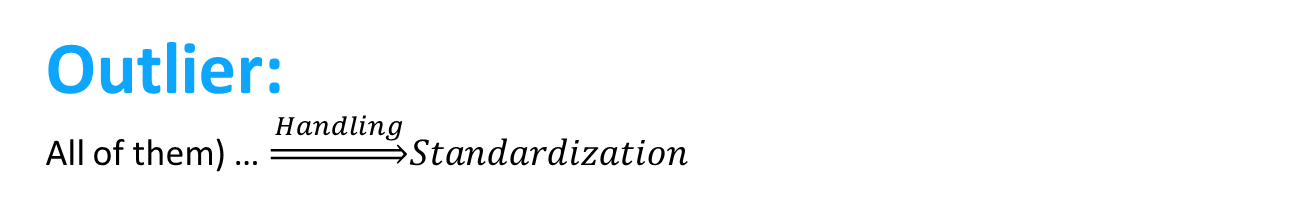 Outlier:
Handling
All of them) ... ⟹ Standardization